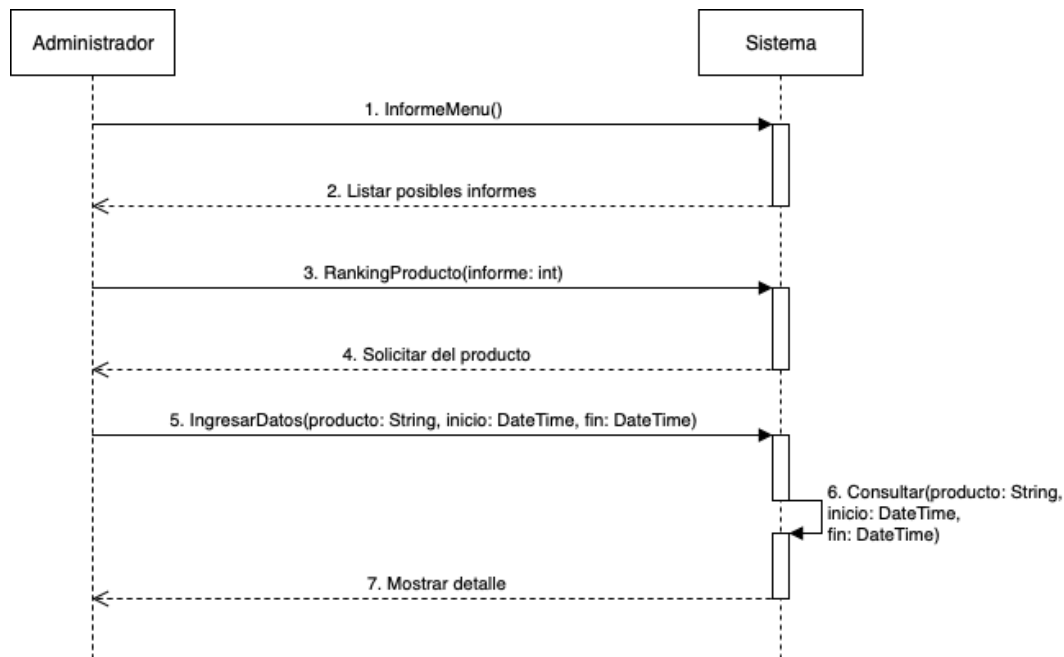 Administrador
Sistema
1. InformeMenu()
2. Listar posibles informes
3. RankingProducto(informe: int)
4. Solicitar del producto
5. IngresarDatos(producto: String, inicio: DateTime, fin: DateTime)
6. Consultar(producto: String,
inicio: DateTime,
fin: DateTime)
7. Mostrar detalle